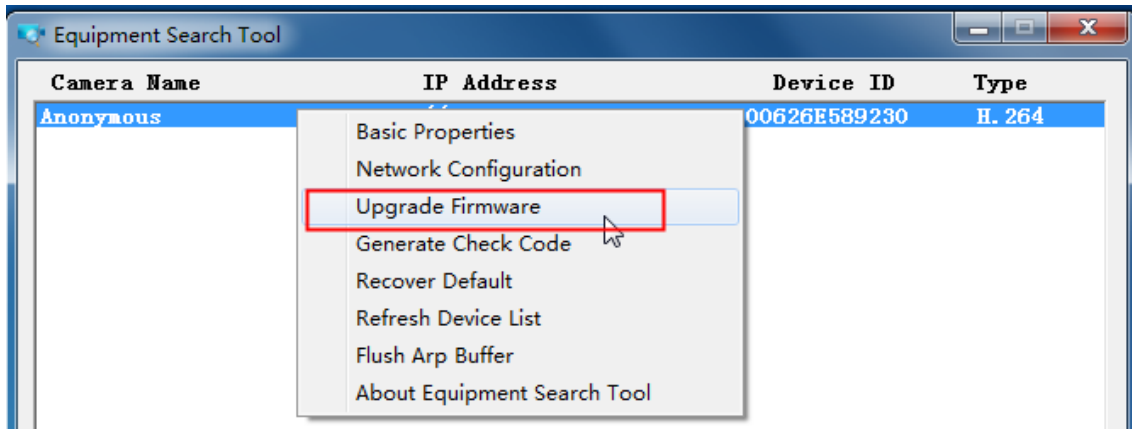 Equipment Search Tool
Camera Name IP Address Device ID Type
Anonymous 00626E589230 H.264
Basic Properties
Network Configuration
Upgrade Firmware
Generate Check Code
Recover Default
Refresh Device List
Flush Arp Buffer
About Equipment Search Tool